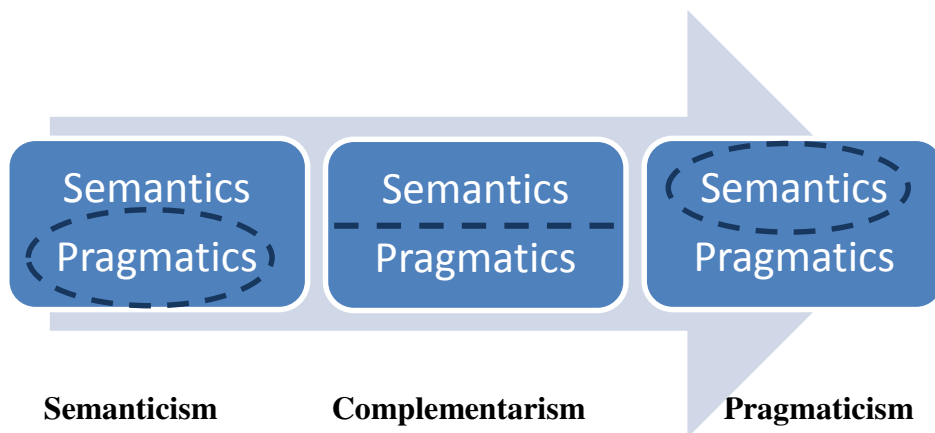 Semantics
Pragmatics
Semantics
Pragmatics
Semantics
Pragmatics
Semanticism
Complementarism
Pragmaticism